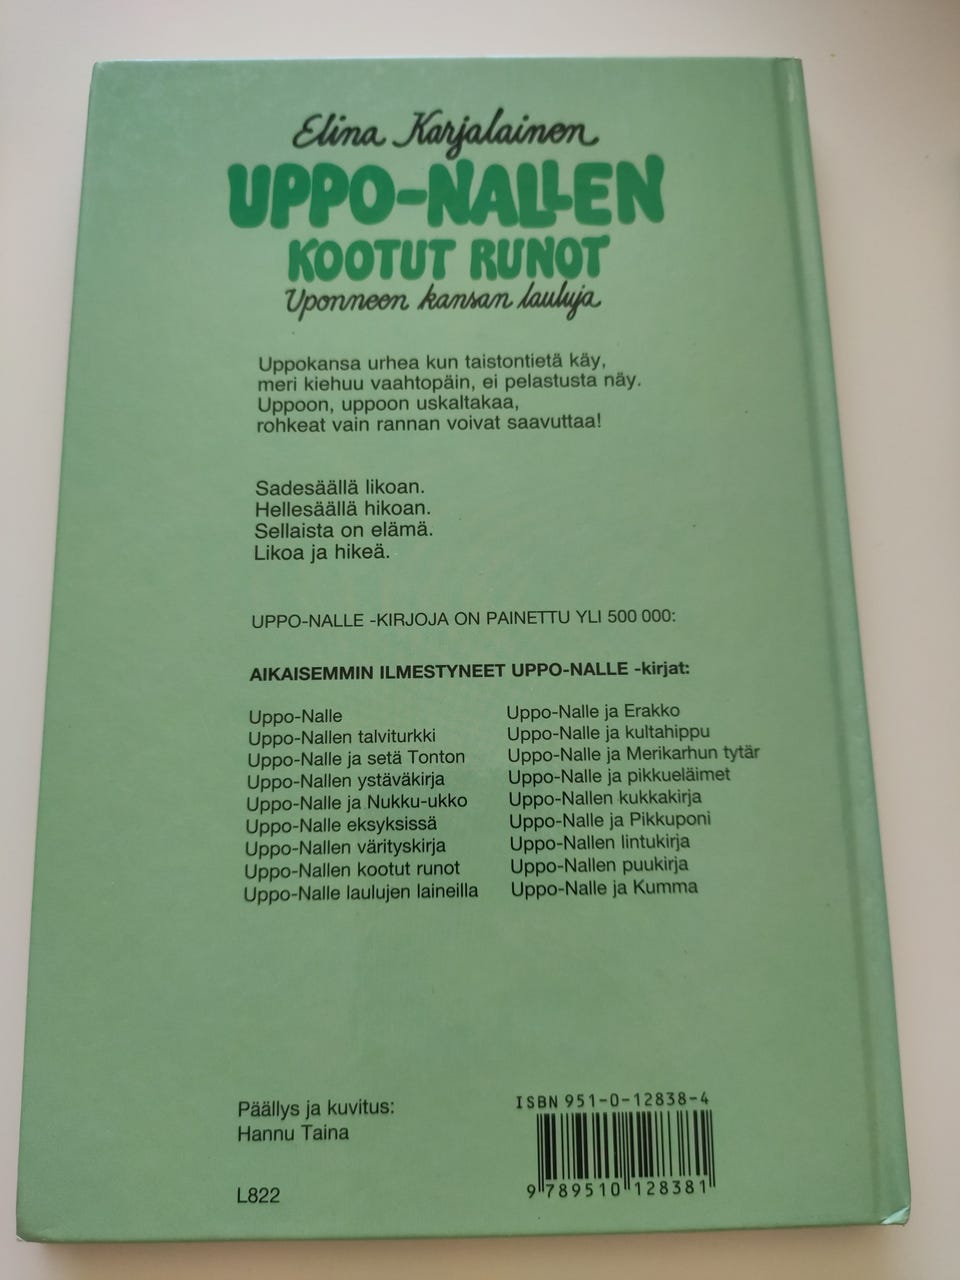 Elina Karjalainen
UPPO-NALLEN
KOOTUT RUNOT
Uponneen kansan lauluja
Uppokansa urhea kun taistontietä käy,
meri kiehuu vaahtopäin, ei pelastusta näy.
Uppoon, uppoon uskaltakaa,
rohkeat vain rannan voivat saavuttaa!
Sadesäällä likoan.
Hellesäällä hikoan.
Sellaista on elämä.
Likoa ja hikeä.
UPPO-NALLE -KIRJOJA ON PAINETTU YLI 500 000:
AIKAISEMMIN ILMESTYNEET UPPO-NALLE -kirjat:
Uppo-Nalle
Uppo-Nallen talviturkki
Uppo-Nalle ja setä Tonton
Uppo-Nallen ystäväkirja
Uppo-Nalle ja Nukku-ukko
Uppo-Nalle eksyksissä
Uppo-Nallen värityskirja
Uppo-Nallen kootut runot
Uppo-Nalle laulujen laineilla
Uppo-Nalle ja Erakko
Uppo-Nalle ja kultahippu
Uppo-Nalle ja Merikarhun tytär
Uppo-Nalle ja pikkueläimet
Uppo-Nallen kukkakirja
Uppo-Nalle ja Pikkuponi
Uppo-Nallen lintukirja
Uppo-Nallen puukirja
Uppo-Nalle ja Kumma
Päällys ja kuvitus:
Hannu Taina
L822
ISBN 951-0-12838-4
9 789510 128381